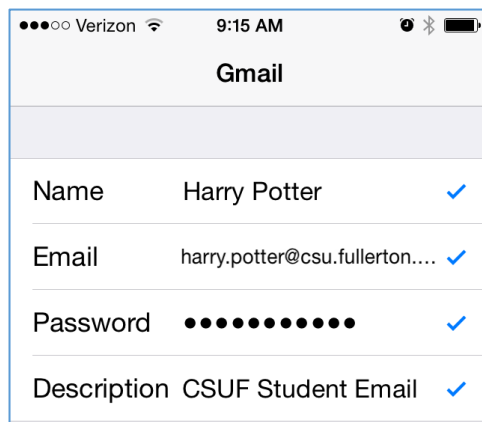 Verizon 9:15 AM
Gmail
Name Harry Potter
Email harry.potter@csu.fullerton....
Password ●●●●●●●●●●●
Description CSUF Student Email